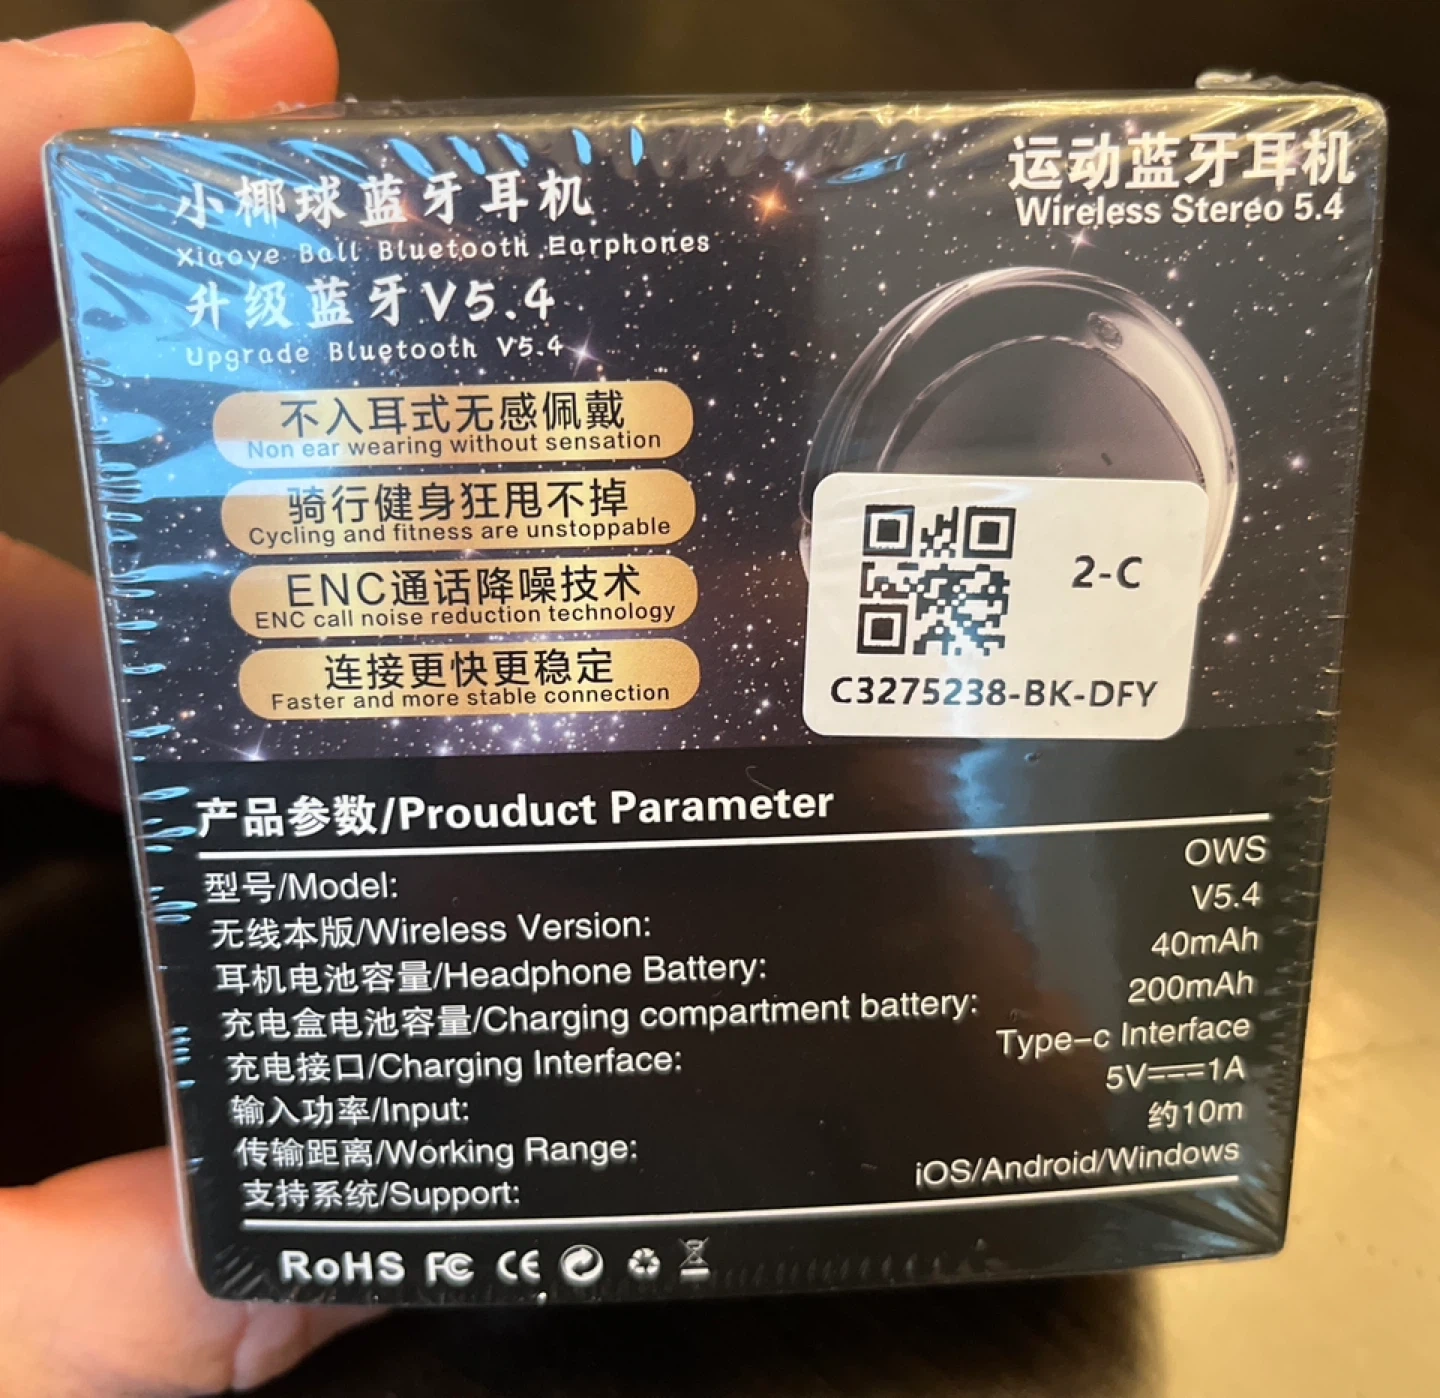 小椰球蓝牙耳机
Xiaoye Ball Bluetooth Earphones
升级蓝牙V5.4
Upgrade Bluetooth V5.4
运动蓝牙耳机
Wireless Stereo 5.4
不入耳式无感佩戴
Non ear wearing without sensation
骑行健身狂甩不掉
Cycling and fitness are unstoppable
ENC通话降噪技术
ENC call noise reduction technology
连接更快更稳定
Faster and more stable connection
2-C
C3275238-BK-DFY
产品参数/Prouduct Parameter
型号/Model: OWS
无线本版/Wireless Version: V5.4
耳机电池容量/Headphone Battery: 40mAh
充电盒电池容量/Charging compartment battery: 200mAh
充电接口/Charging Interface: Type-c Interface
输入功率/Input: 5V⎓1A
传输距离/Working Range: 约10m
支持系统/Support: iOS/Android/Windows
RoHS FC CE